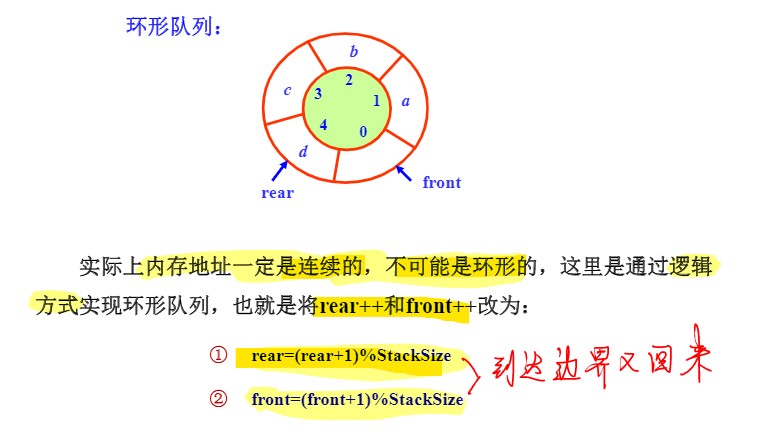 环形队列：
b
2
c
3
1
a
4
0
d
rear
front
实际上内存地址一定是连续的，不可能是环形的，这里是通过逻辑
方式实现环形队列，也就是将rear++和front++改为：
① rear=(rear+1)%StackSize
到达边界又回来
② front=(front+1)%StackSize